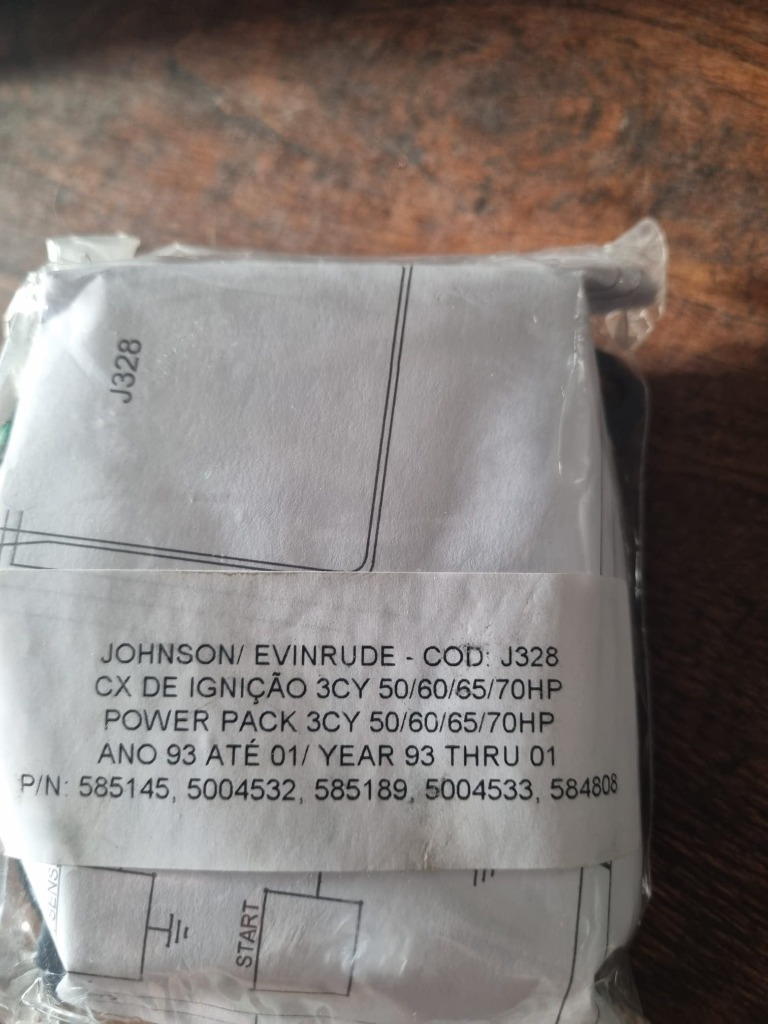 J328
JOHNSON/ EVINRUDE - COD: J328
CX DE IGNIÇÃO 3CY 50/60/65/70HP
POWER PACK 3CY 50/60/65/70HP
ANO 93 ATÉ 01/ YEAR 93 THRU 01
P/N: 585145, 5004532, 585189, 5004533, 584808
SENS
START